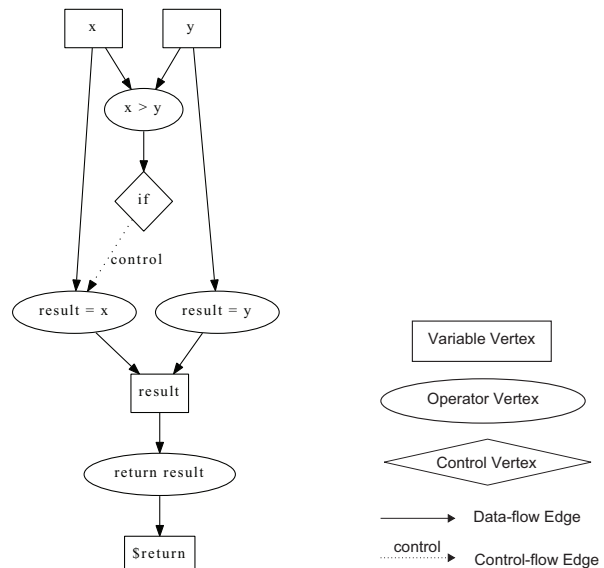 x
y
x > y
if
control
result = x
result = y
result
return result
$return
Variable Vertex
Operator Vertex
Control Vertex
Data-flow Edge
control
Control-flow Edge